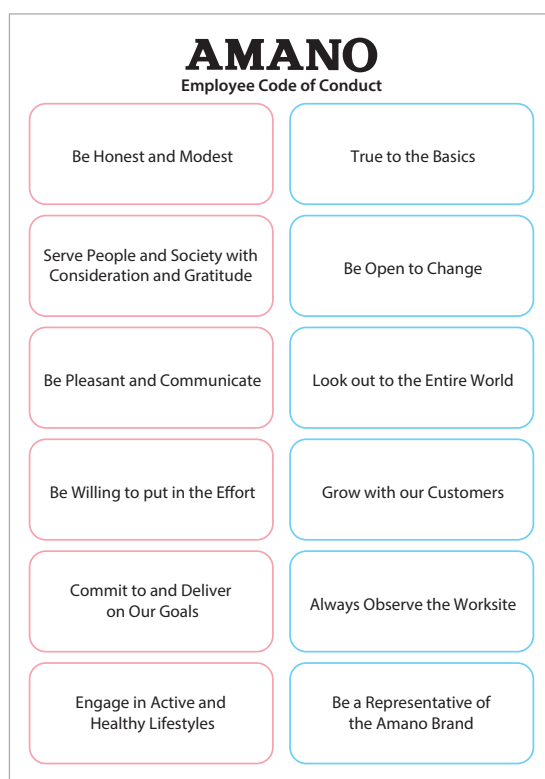 AMANO
Employee Code of Conduct
Be Honest and Modest
True to the Basics
Serve People and Society with
Consideration and Gratitude
Be Open to Change
Be Pleasant and Communicate
Look out to the Entire World
Be Willing to put in the Effort
Grow with our Customers
Commit to and Deliver
on Our Goals
Always Observe the Worksite
Engage in Active and
Healthy Lifestyles
Be a Representative of
the Amano Brand